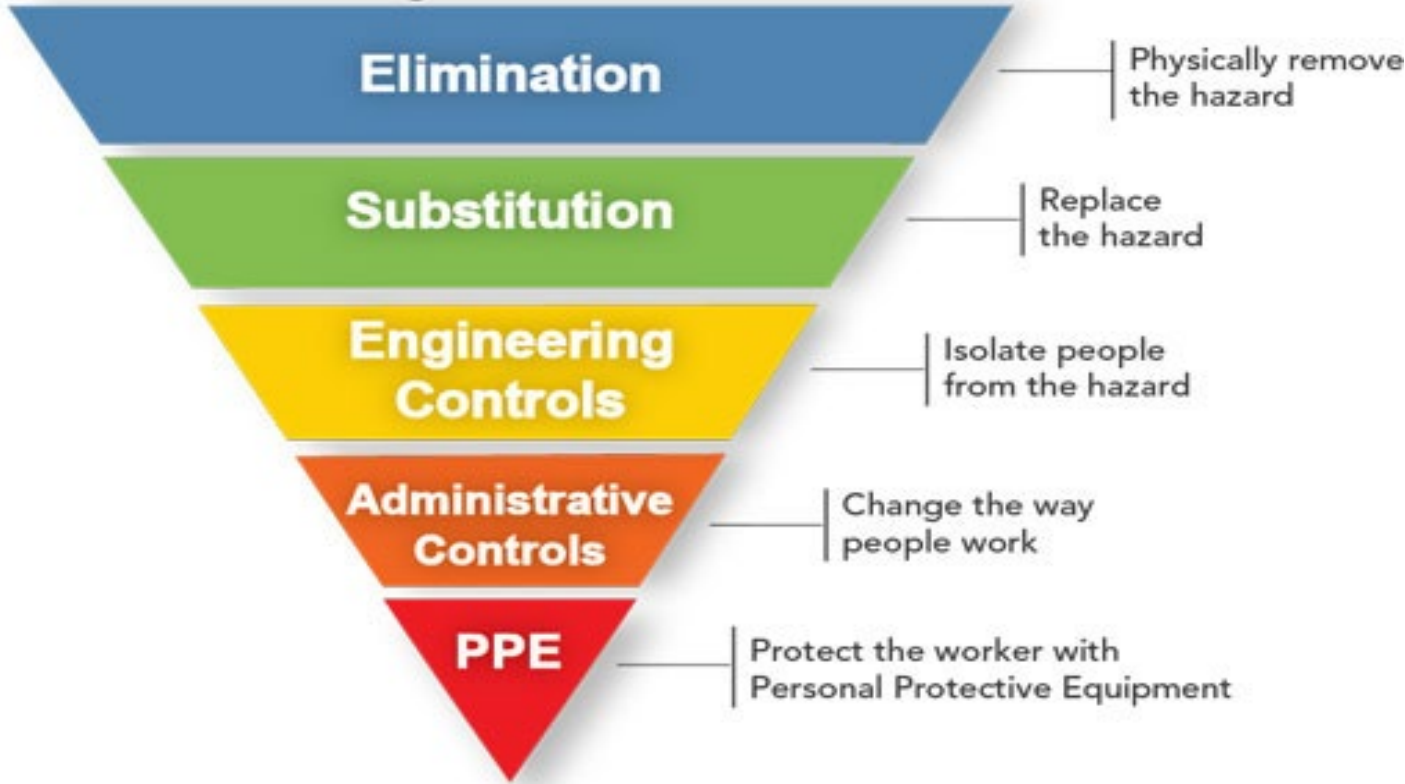 Elimination
Physically remove
the hazard
Substitution
Replace
the hazard
Engineering
Controls
Isolate people
from the hazard
Administrative
Controls
Change the way
people work
PPE
Protect the worker with
Personal Protective Equipment